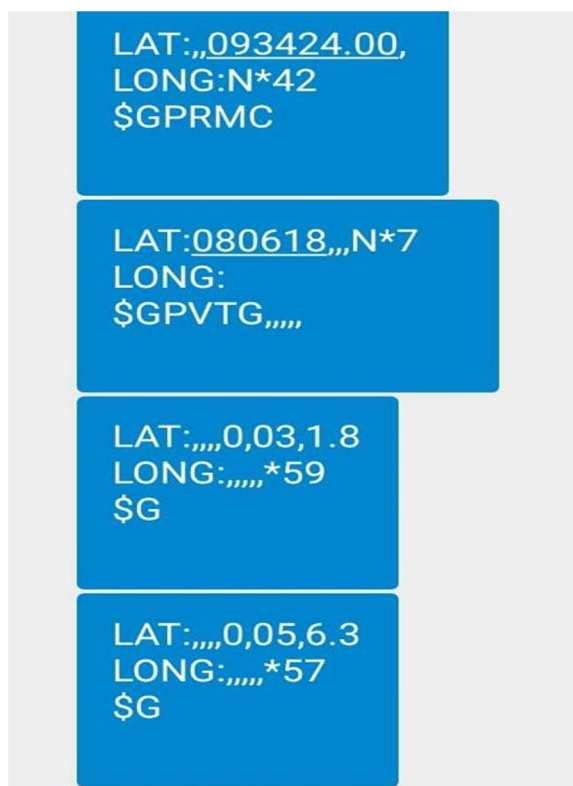 LAT:,,093424.00,
LONG:N*42
$GPRMC
LAT:080618,,,N*7
LONG:
$GPVTG,,,,,
LAT:,,,,0,03,1.8
LONG:,,,,,*59
$G
LAT:,,,,0,05,6.3
LONG:,,,,,*57
$G